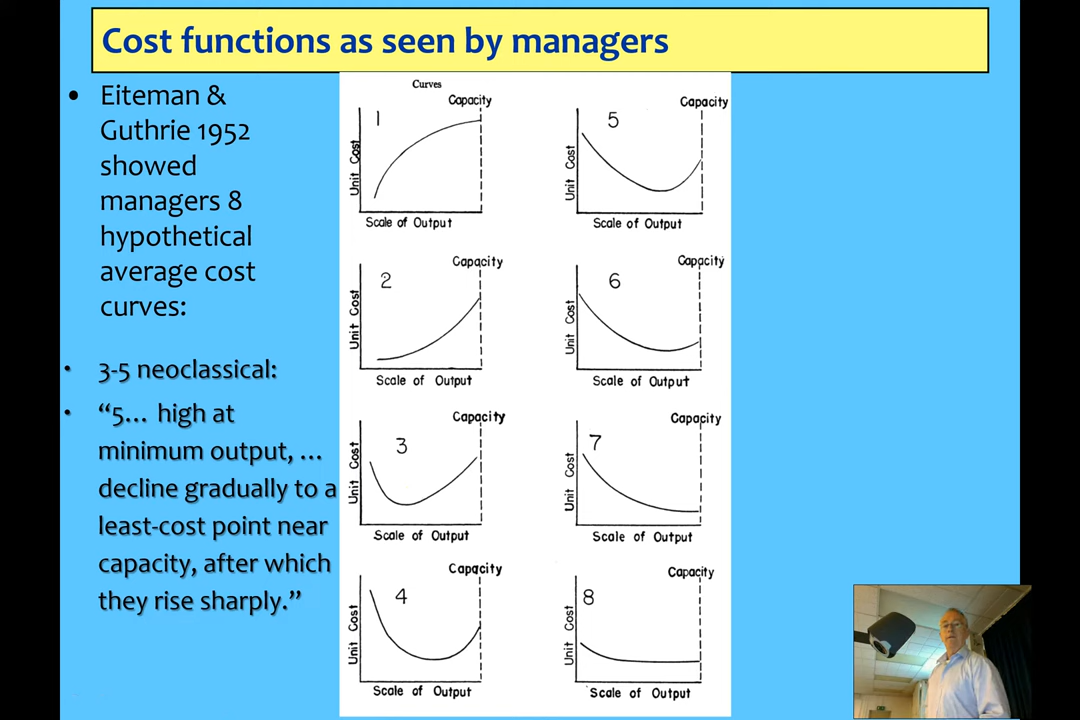 Cost functions as seen by managers
• Eiteman &
Guthrie 1952
showed
managers 8
hypothetical
average cost
curves:
• 3-5 neoclassical:
• “5… high at
minimum output, …
decline gradually to a
least-cost point near
capacity, after which
they rise sharply.”
Curves
1
Capacity
Unit Cost
Scale of Output
2
Capacity
Unit Cost
Scale of Output
3
Capacity
Unit Cost
Scale of Output
4
Capacity
Unit Cost
Scale of Output
5
Capacity
Unit Cost
Scale of Output
6
Capacity
Unit Cost
Scale of Output
7
Capacity
Unit Cost
Scale of Output
8
Capacity
Unit Cost
Scale of Output